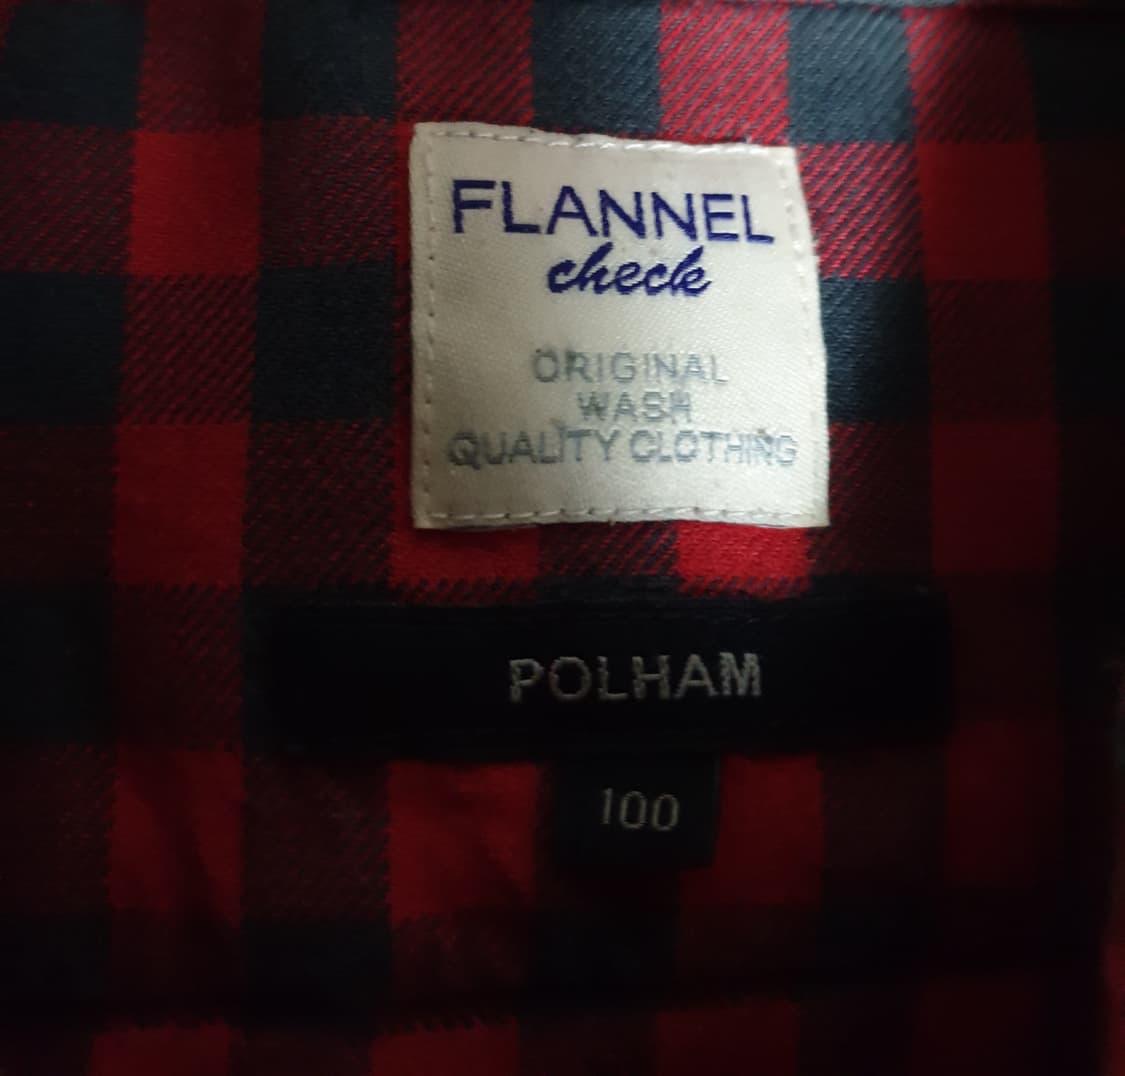 FLANNEL
check
ORIGINAL
WASH
QUALITY CLOTHING
POLHAM
100